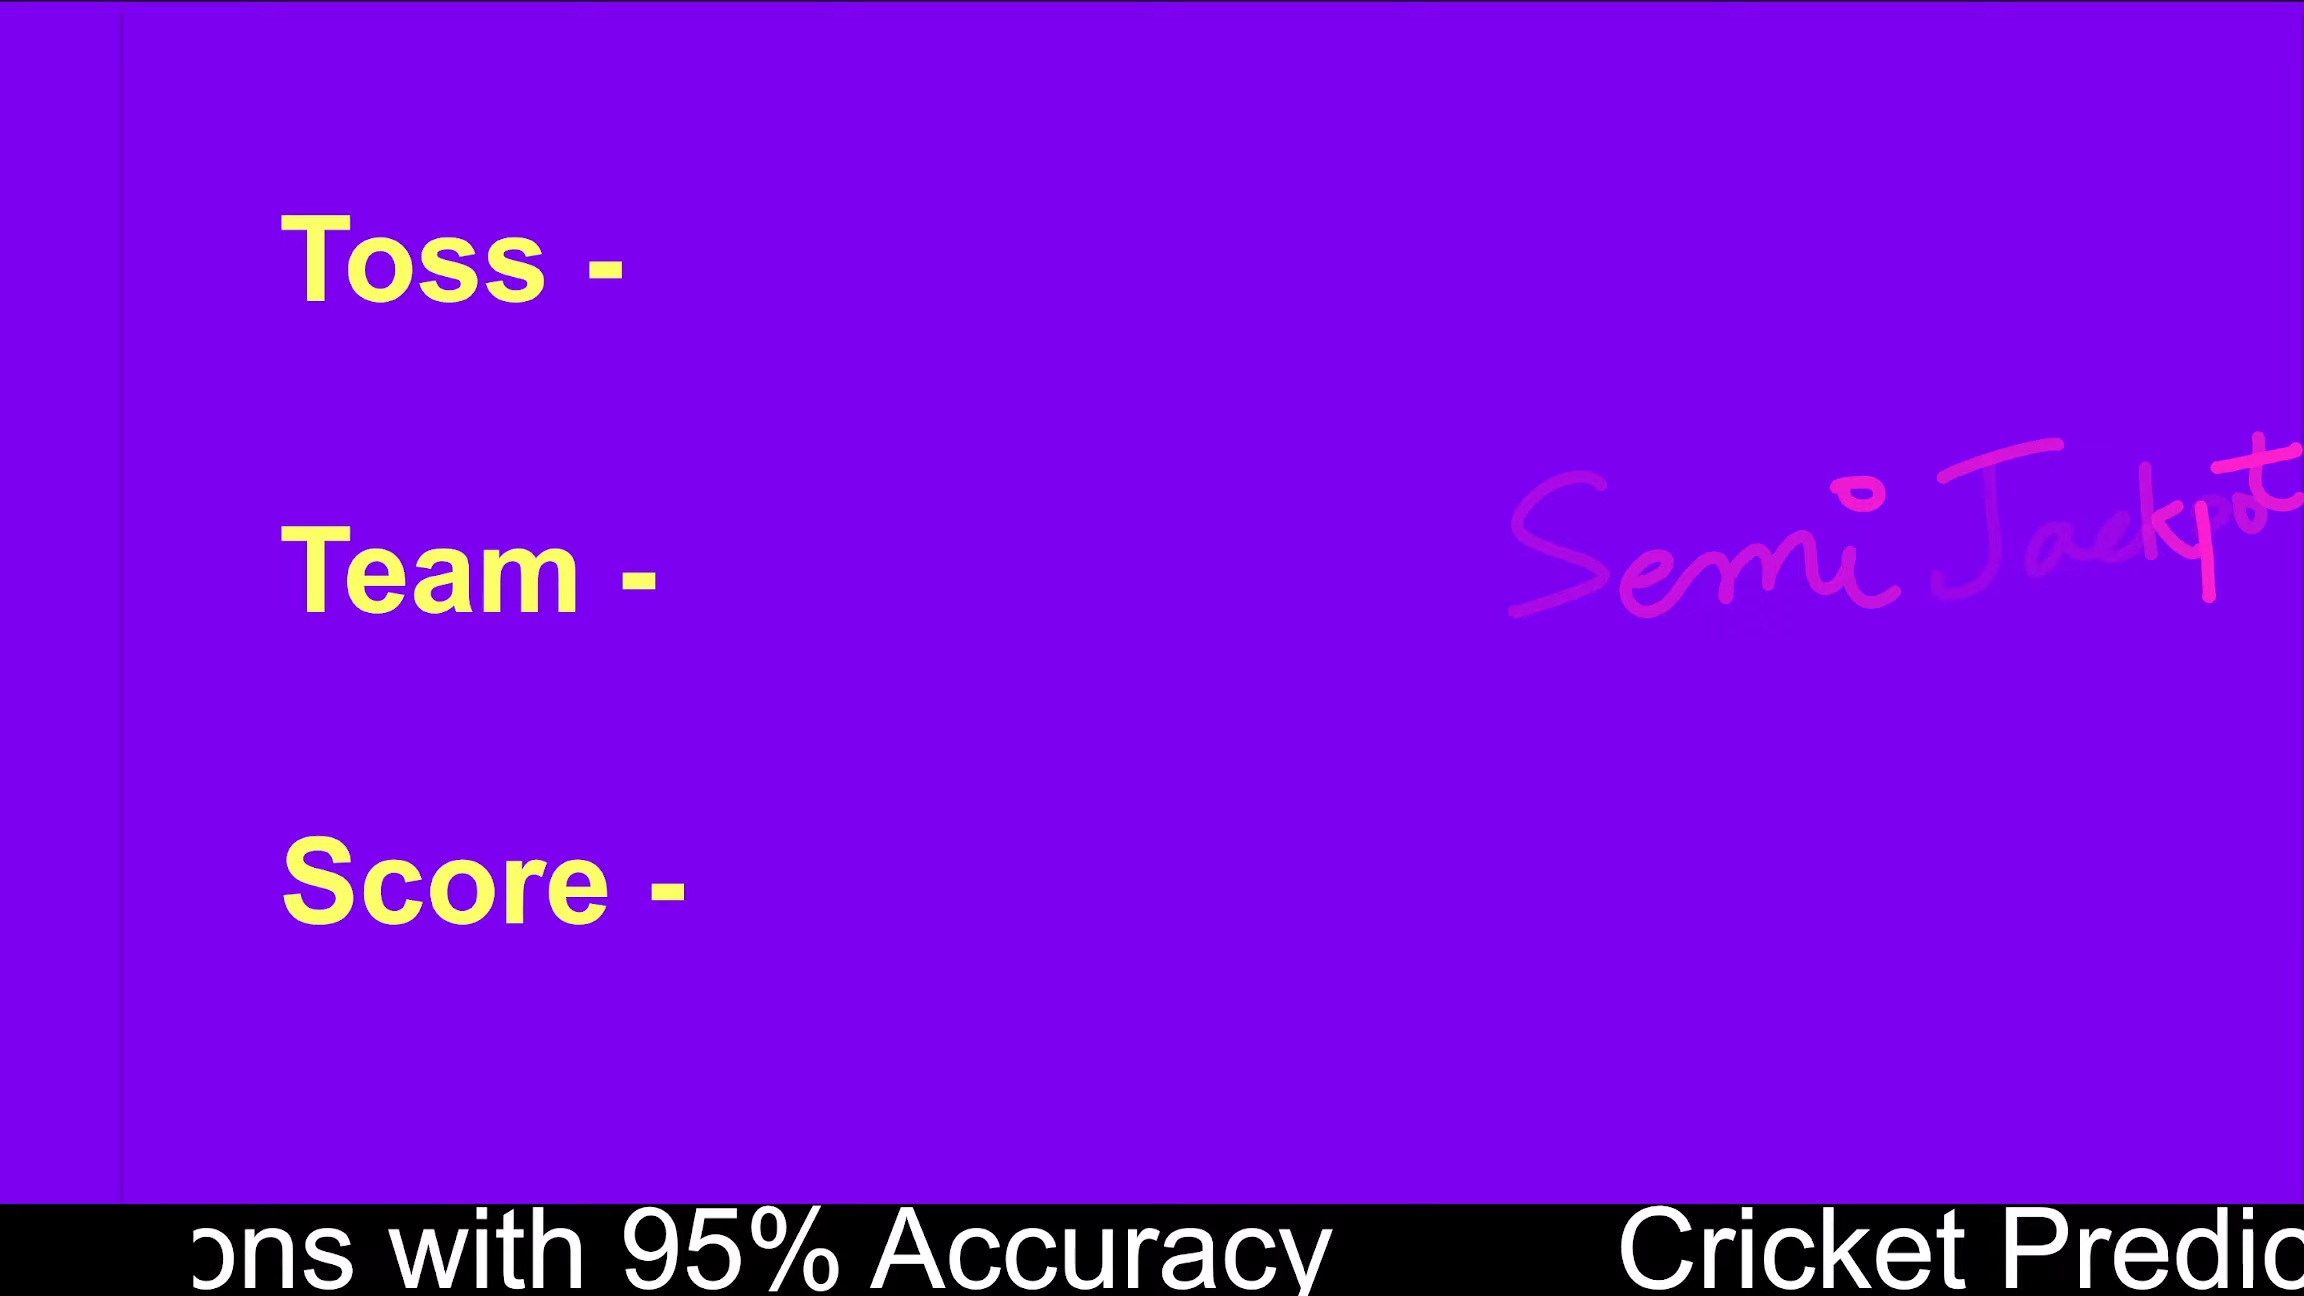 Toss -
Semi Jackpot
Team -
Score -
ons with 95% Accuracy Cricket Predic